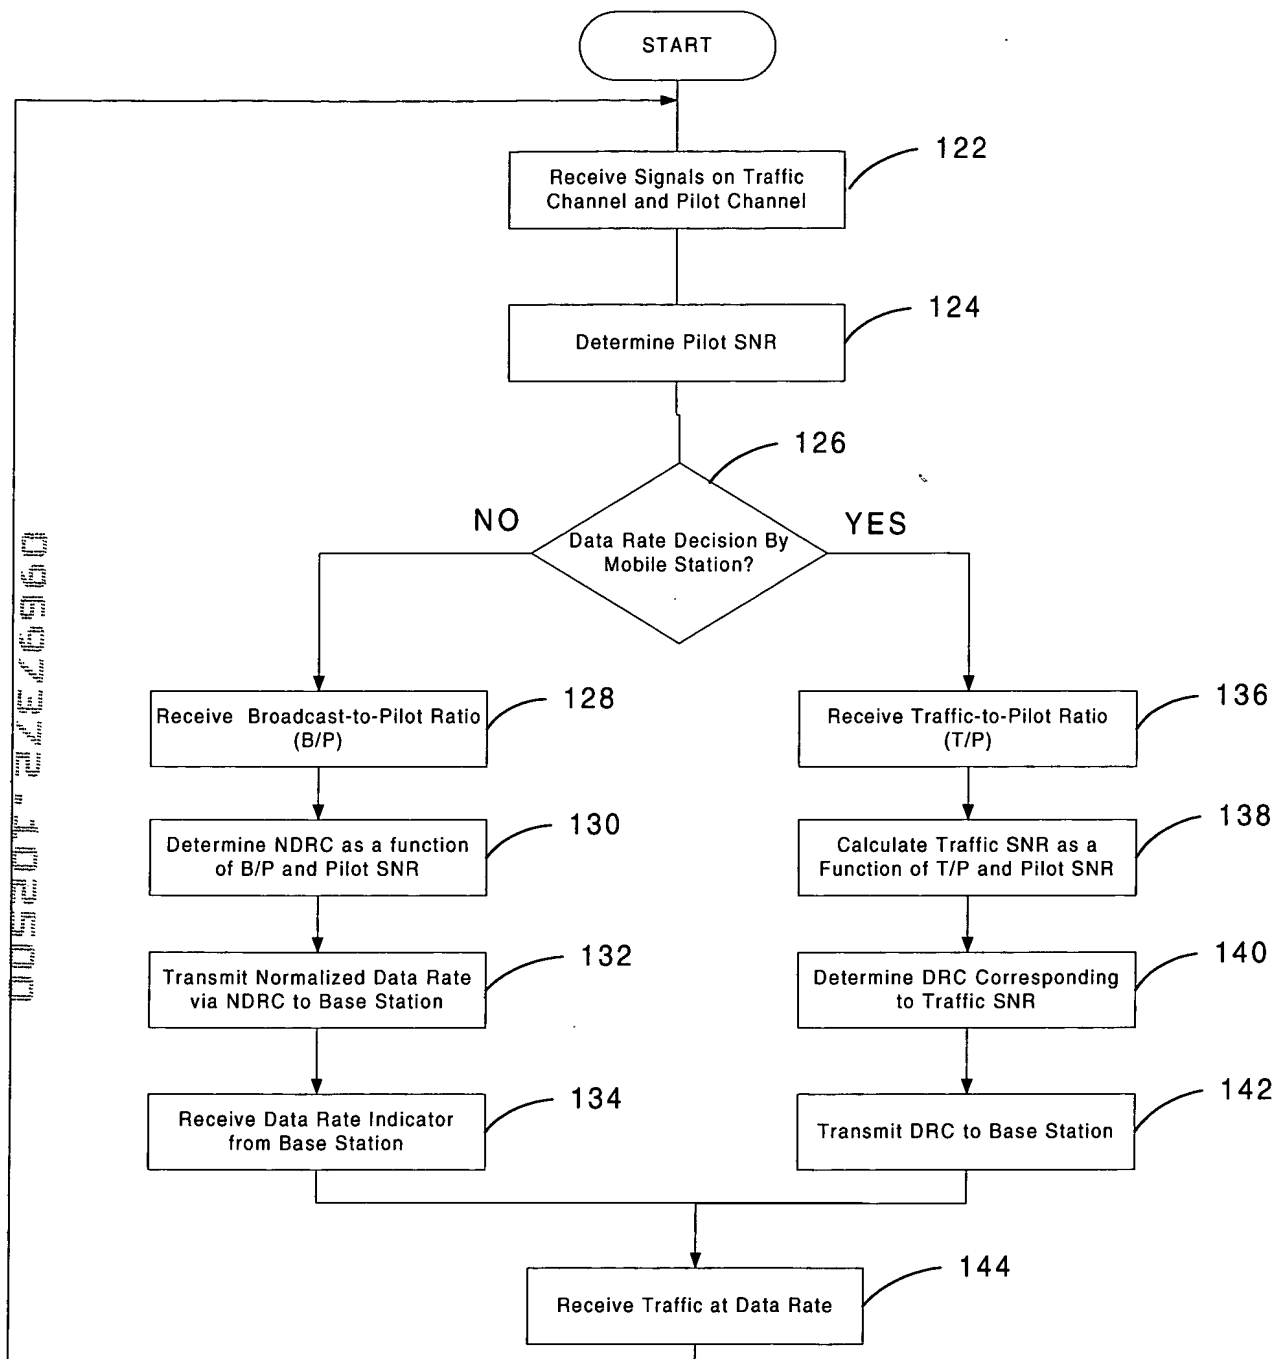 START
122
Receive Signals on Traffic
Channel and Pilot Channel
124
Determine Pilot SNR
126
NO
YES
Data Rate Decision By
Mobile Station?
128
Receive Broadcast-to-Pilot Ratio
(B/P)
136
Receive Traffic-to-Pilot Ratio
(T/P)
130
Determine NDRC as a function
of B/P and Pilot SNR
138
Calculate Traffic SNR as a
Function of T/P and Pilot SNR
132
Transmit Normalized Data Rate
via NDRC to Base Station
140
Determine DRC Corresponding
to Traffic SNR
134
Receive Data Rate Indicator
from Base Station
142
Transmit DRC to Base Station
144
Receive Traffic at Data Rate